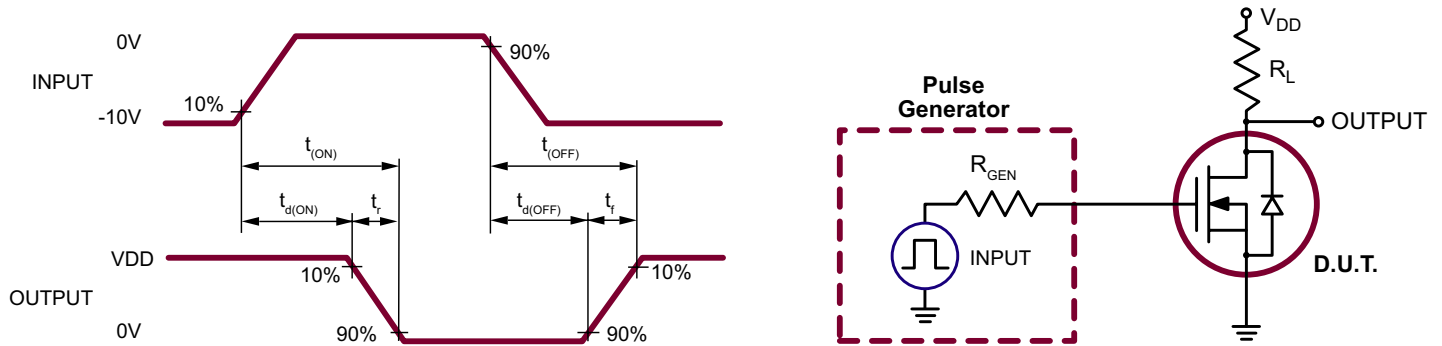 0V
INPUT
-10V
10%
90%
t(ON)
t(OFF)
td(ON)
tr
td(OFF)
tf
VDD
OUTPUT
0V
10%
90%
90%
10%
Pulse
Generator
RGEN
INPUT
VDD
RL
OUTPUT
D.U.T.